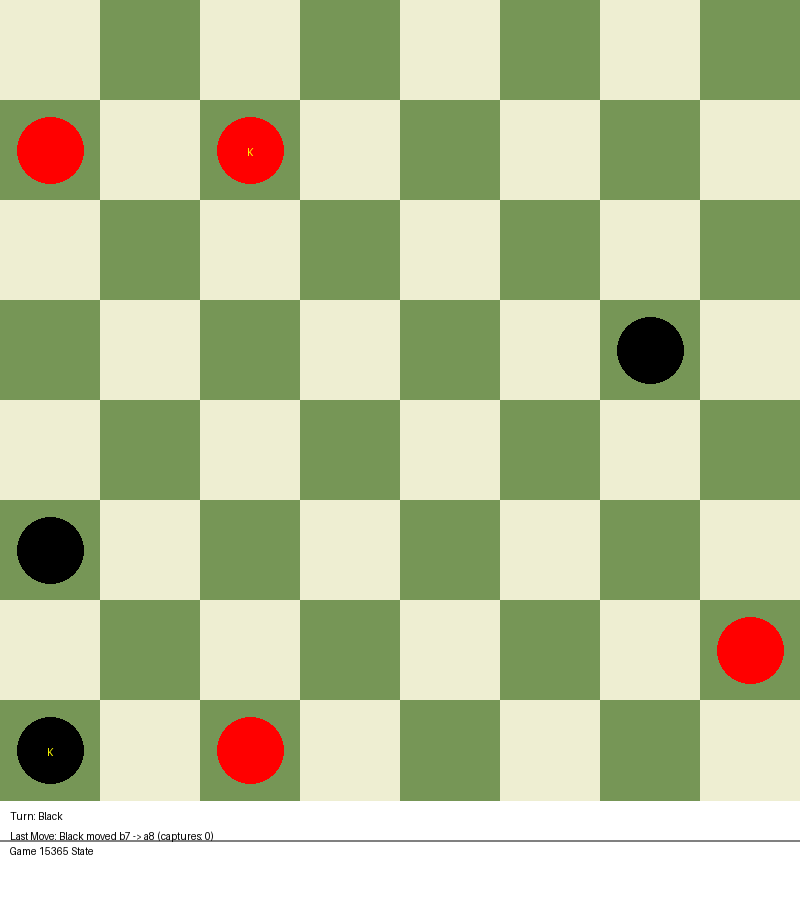 K
K
Turn: Black
Last Move: Black moved b7 -> a8 (captures: 0)
Game 15365 State